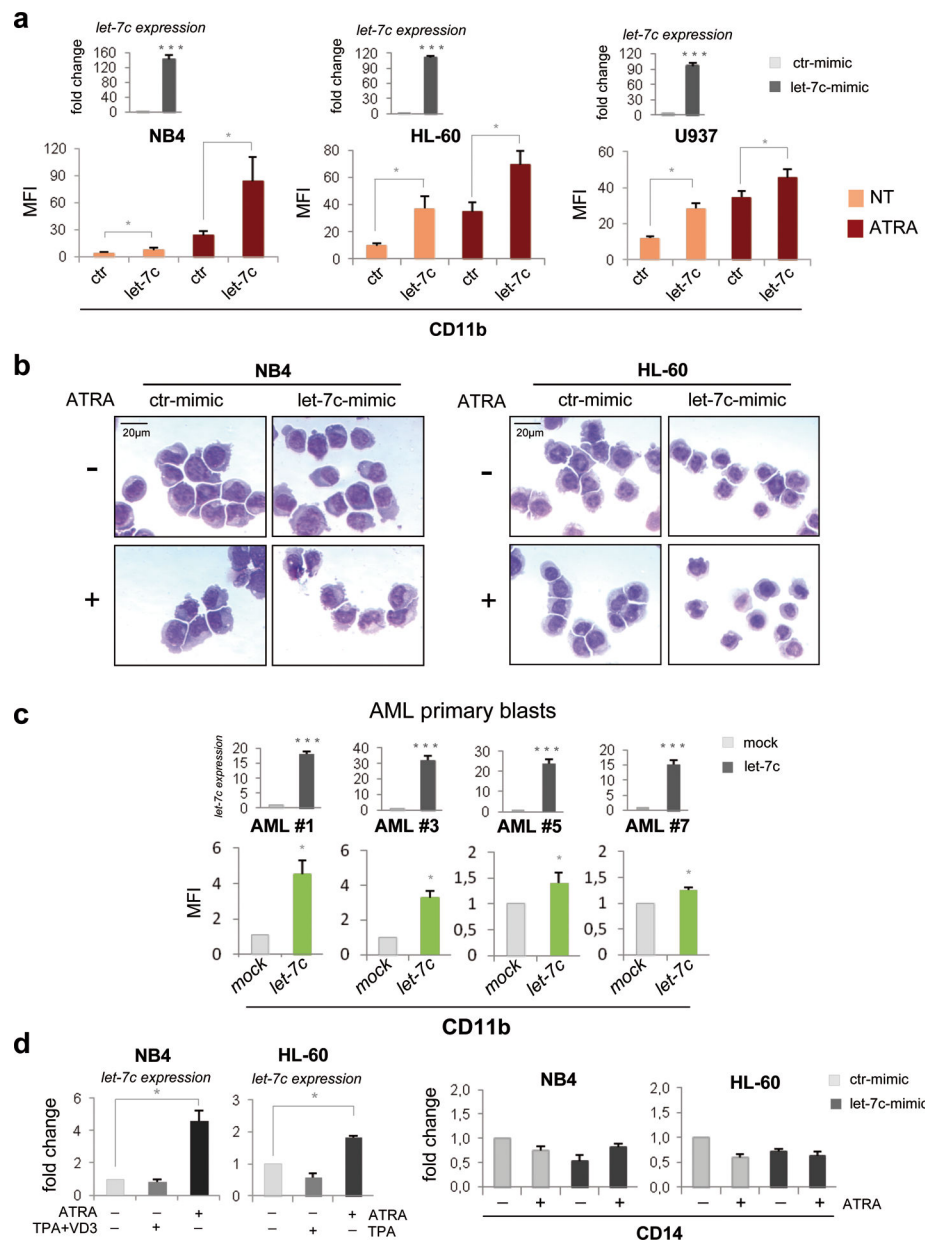 a
let-7c expression
let-7c expression
let-7c expression
fold change
160
120
80
40
0
* * *
fold change
120
90
60
30
0
* * *
fold change
120
90
60
30
0
* * *
ctr-mimic
let-7c-mimic
NB4
HL-60
U937
MFI
120
90
60
30
0
*
*
MFI
80
60
40
20
0
*
*
MFI
60
40
20
0
*
*
NT
ATRA
ctr
let-7c
ctr
let-7c
ctr
let-7c
ctr
let-7c
ctr
let-7c
ctr
let-7c
CD11b
b
NB4
HL-60
ATRA
ctr-mimic
let-7c-mimic
ATRA
ctr-mimic
let-7c-mimic
20µm
20µm
-
-
+
+
c
AML primary blasts
let-7c expression
20
15
10
5
0
* * *
40
30
20
10
0
* * *
30
20
10
0
* * *
20
15
10
5
0
* * *
mock
let-7c
AML #1
AML #3
AML #5
AML #7
MFI
6
4
2
0
*
6
4
2
0
*
2
1,5
1
0,5
0
*
2
1,5
1
0,5
0
*
mock
let-7c
mock
let-7c
mock
let-7c
mock
let-7c
CD11b
d
NB4
let-7c expression
fold change
6
4
2
0
*
ATRA – – +
TPA+VD3 – + –
HL-60
let-7c expression
3
2
1
0
*
– – + ATRA
– + – TPA
NB4
fold change
2,0
1,5
1,0
0,5
0,0
– + – +
HL-60
2,0
1,5
1,0
0,5
0,0
– + – + ATRA
ctr-mimic
let-7c-mimic
CD14